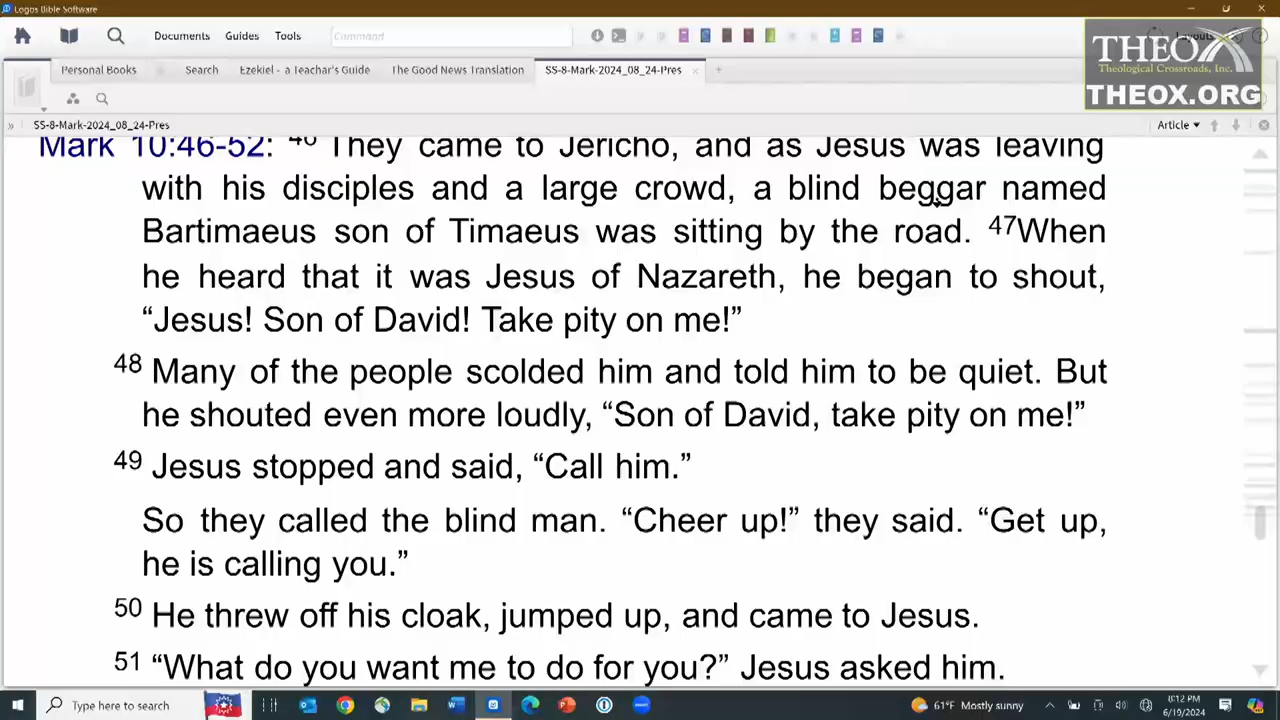 Logos Bible Software
Documents Guides Tools Command
THEOX
Theological Crossroads, Inc.
THEOX.ORG
Personal Books Search Ezekiel - a Teacher's Guide Translation SS-8-Mark-2024_08_24-Pres
SS-8-Mark-2024_08_24-Pres Article
Mark 10:46-52: 46 They came to Jericho, and as Jesus was leaving
with his disciples and a large crowd, a blind beggar named
Bartimaeus son of Timaeus was sitting by the road. 47When
he heard that it was Jesus of Nazareth, he began to shout,
“Jesus! Son of David! Take pity on me!”
48 Many of the people scolded him and told him to be quiet. But
he shouted even more loudly, “Son of David, take pity on me!”
49 Jesus stopped and said, “Call him.”
So they called the blind man. “Cheer up!” they said. “Get up,
he is calling you.”
50 He threw off his cloak, jumped up, and came to Jesus.
51 “What do you want me to do for you?” Jesus asked him.
Type here to search 61°F Mostly sunny 8:12 PM
6/19/2024